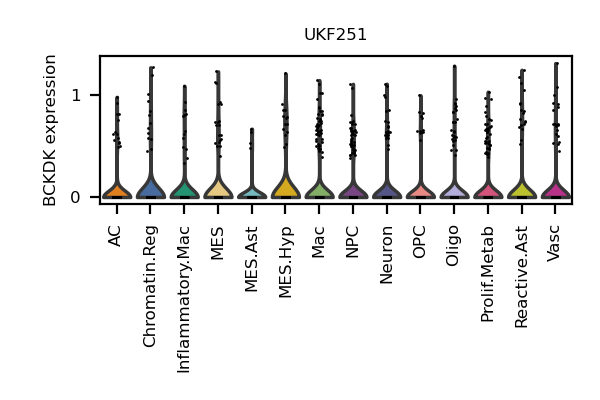 UKF251
BCKDK expression
1
0
AC
Chromatin.Reg
Inflammatory.Mac
MES
MES.Ast
MES.Hyp
Mac
NPC
Neuron
OPC
Oligo
Prolif.Metab
Reactive.Ast
Vasc